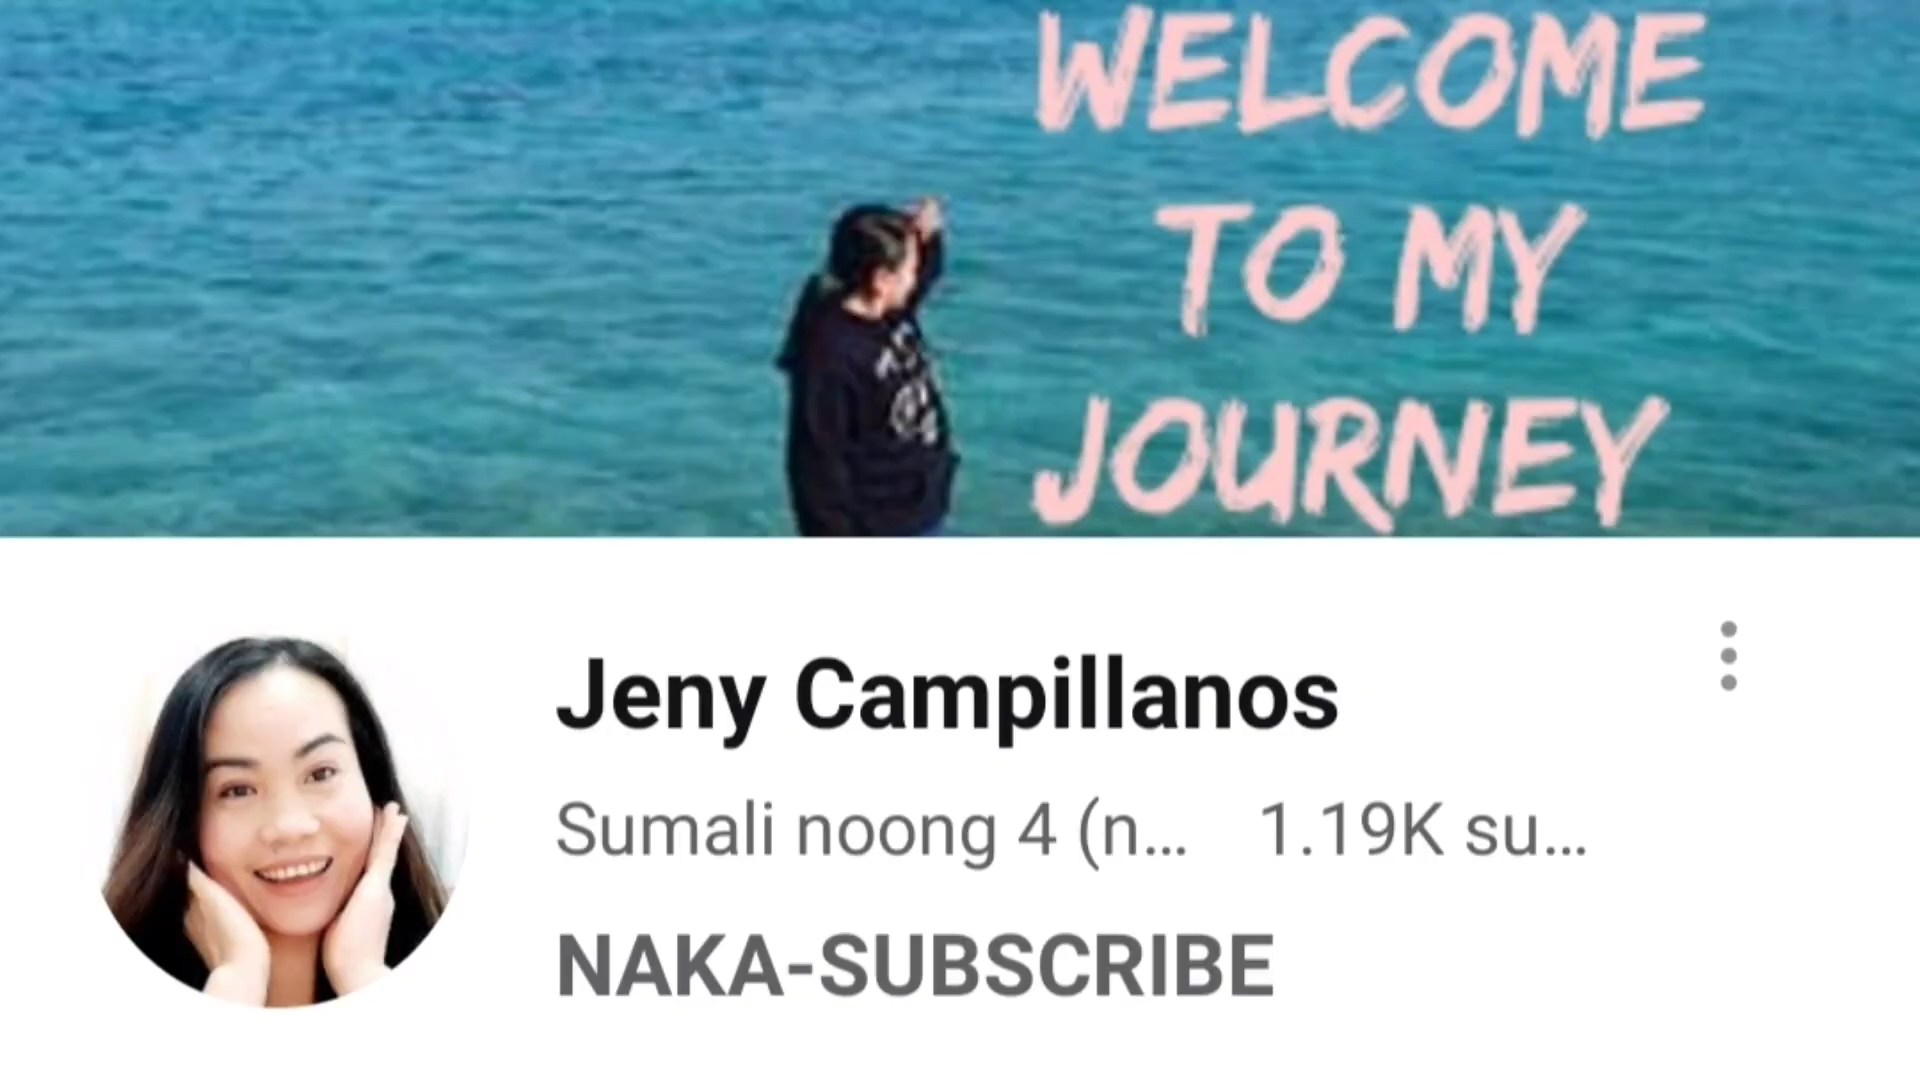 WELCOME
TO MY
JOURNEY
Jeny Campillanos
Sumali noong 4 (n... 1.19K su...
NAKA-SUBSCRIBE